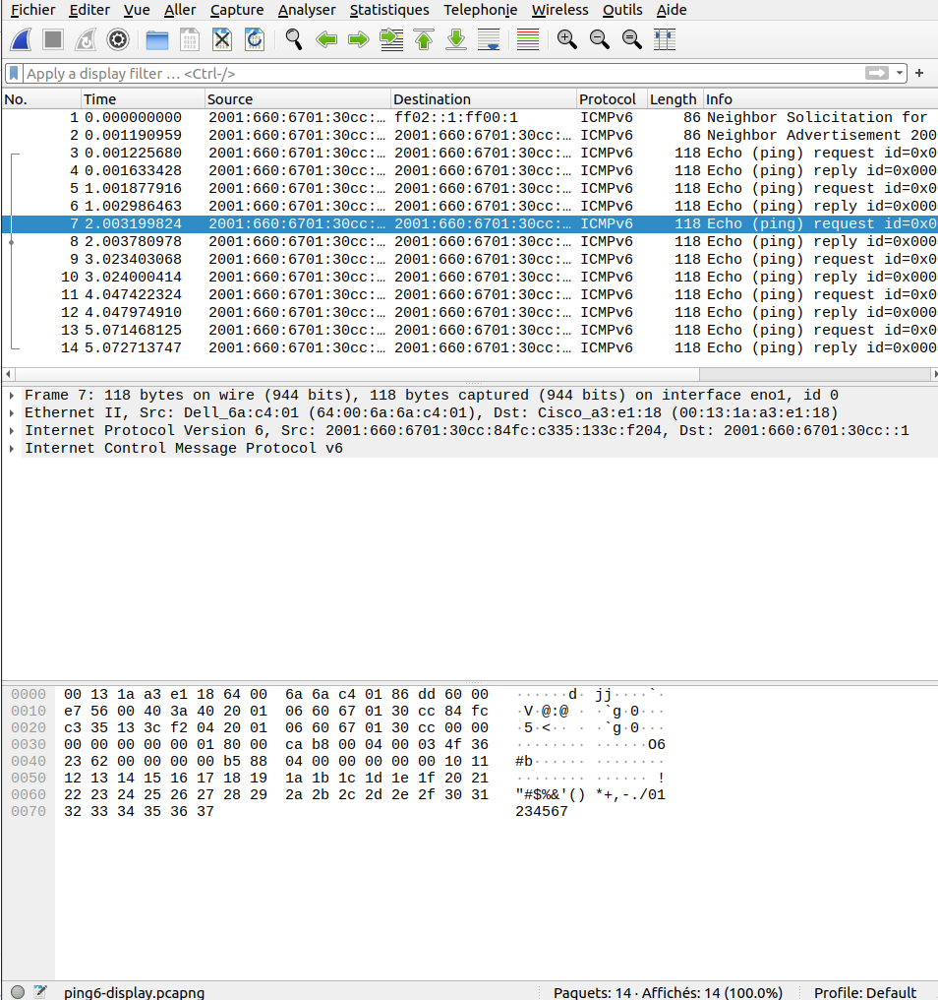 Fichier Editer Vue Aller Capture Analyser Statistiques Telephonie Wireless Outils Aide
Apply a display filter … <Ctrl-/>
No. Time Source Destination Protocol Length Info
1 0.000000000 2001:660:6701:30cc:… ff02::1:ff00:1 ICMPv6 86 Neighbor Solicitation for
2 0.001190959 2001:660:6701:30cc:… 2001:660:6701:30cc:… ICMPv6 86 Neighbor Advertisement 200
3 0.001225680 2001:660:6701:30cc:… 2001:660:6701:30cc:… ICMPv6 118 Echo (ping) request id=0x0
4 0.001633428 2001:660:6701:30cc:… 2001:660:6701:30cc:… ICMPv6 118 Echo (ping) reply id=0x000
5 1.001877916 2001:660:6701:30cc:… 2001:660:6701:30cc:… ICMPv6 118 Echo (ping) request id=0x0
6 1.002986463 2001:660:6701:30cc:… 2001:660:6701:30cc:… ICMPv6 118 Echo (ping) reply id=0x000
7 2.003199824 2001:660:6701:30cc:… 2001:660:6701:30cc:… ICMPv6 118 Echo (ping) request id=0x0
8 2.003780978 2001:660:6701:30cc:… 2001:660:6701:30cc:… ICMPv6 118 Echo (ping) reply id=0x000
9 3.023403068 2001:660:6701:30cc:… 2001:660:6701:30cc:… ICMPv6 118 Echo (ping) request id=0x0
10 3.024000414 2001:660:6701:30cc:… 2001:660:6701:30cc:… ICMPv6 118 Echo (ping) reply id=0x000
11 4.047422324 2001:660:6701:30cc:… 2001:660:6701:30cc:… ICMPv6 118 Echo (ping) request id=0x0
12 4.047974910 2001:660:6701:30cc:… 2001:660:6701:30cc:… ICMPv6 118 Echo (ping) reply id=0x000
13 5.071468125 2001:660:6701:30cc:… 2001:660:6701:30cc:… ICMPv6 118 Echo (ping) request id=0x0
14 5.072713747 2001:660:6701:30cc:… 2001:660:6701:30cc:… ICMPv6 118 Echo (ping) reply id=0x000
Frame 7: 118 bytes on wire (944 bits), 118 bytes captured (944 bits) on interface eno1, id 0
Ethernet II, Src: Dell_6a:c4:01 (64:00:6a:6a:c4:01), Dst: Cisco_a3:e1:18 (00:13:1a:a3:e1:18)
Internet Protocol Version 6, Src: 2001:660:6701:30cc:84fc:c335:133c:f204, Dst: 2001:660:6701:30cc::1
Internet Control Message Protocol v6
0000 00 13 1a a3 e1 18 64 00 6a 6a c4 01 86 dd 60 00 ······d· jj····`·
0010 e7 56 00 40 3a 40 20 01 06 60 67 01 30 cc 84 fc ·V·@:@ · ·`g·0···
0020 c3 35 13 3c f2 04 20 01 06 60 67 01 30 cc 00 00 ·5·<·· · ·`g·0···
0030 00 00 00 00 00 01 80 00 ca b8 00 04 00 03 4f 36 ········ ······O6
0040 23 62 00 00 00 00 b5 88 04 00 00 00 00 00 10 11 #b······ ········
0050 12 13 14 15 16 17 18 19 1a 1b 1c 1d 1e 1f 20 21 ········ ······ !
0060 22 23 24 25 26 27 28 29 2a 2b 2c 2d 2e 2f 30 31 "#$%&'() *+,-./01
0070 32 33 34 35 36 37 234567
ping6-display.pcapng Paquets: 14 · Affichés: 14 (100.0%) Profile: Default